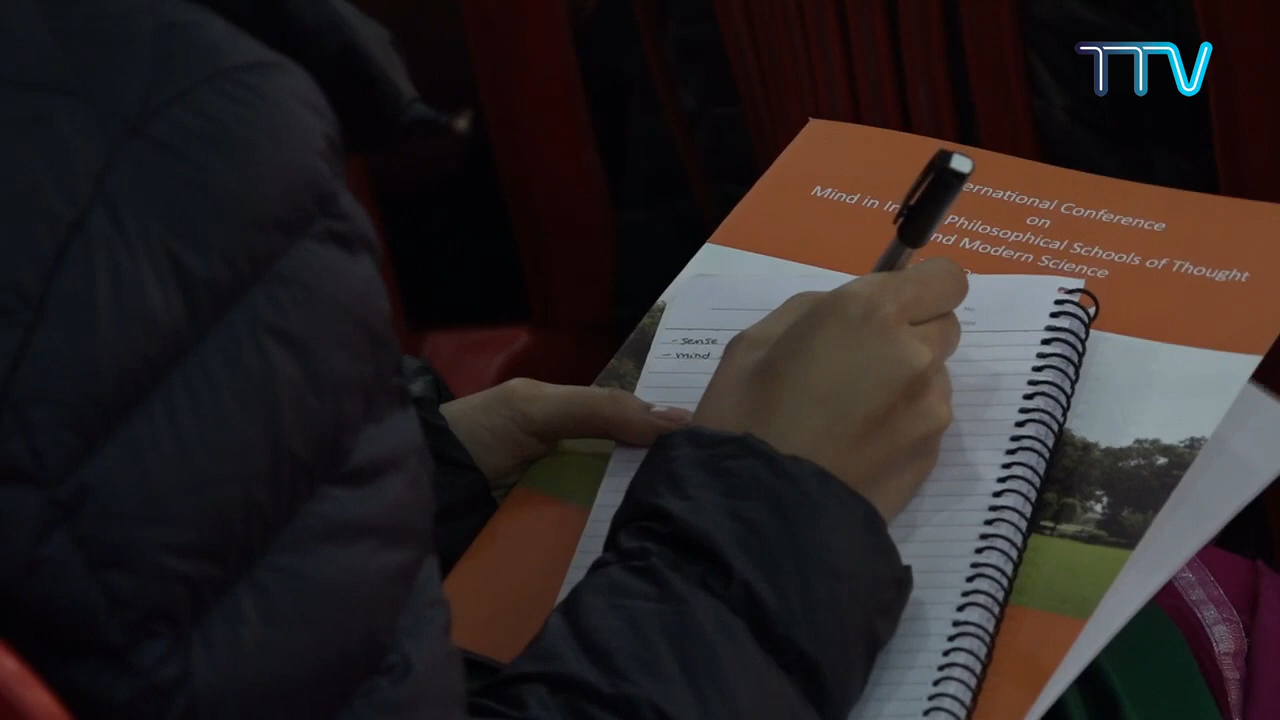 TTV
ernational Conference
on
Mind in In Philosophical Schools of Thought
nd Modern Science
- sense
- mind